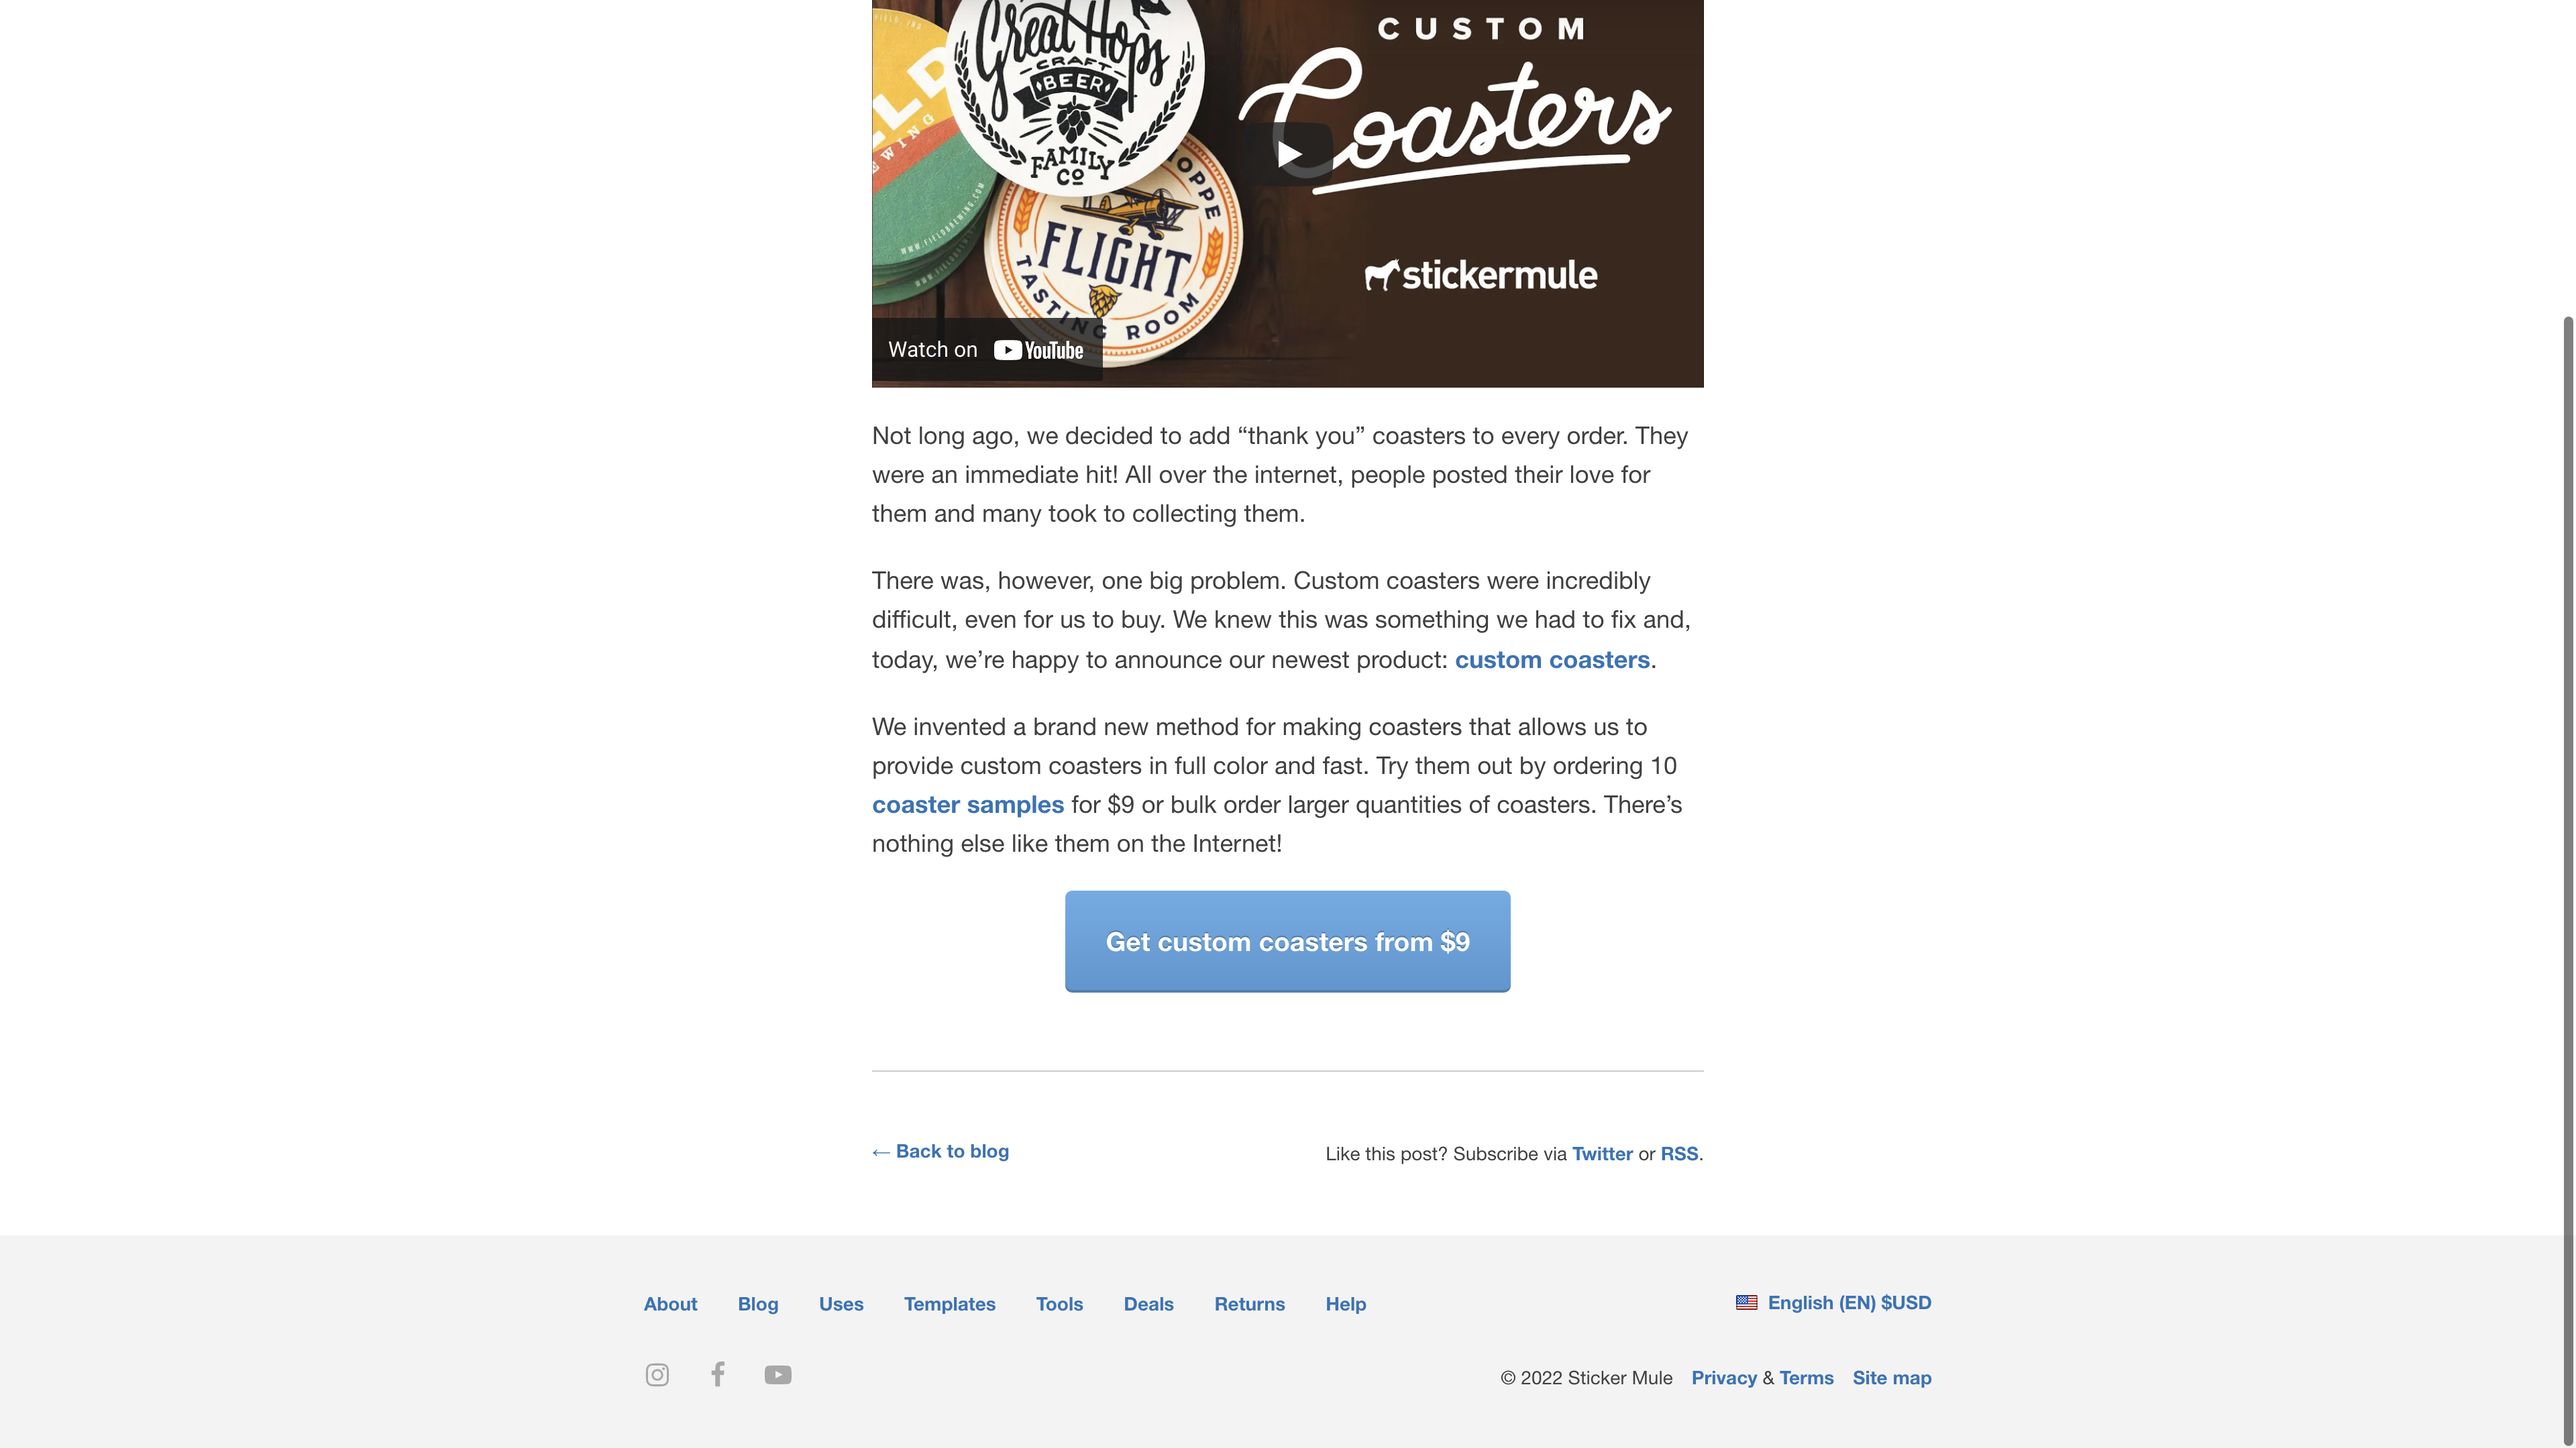 CUSTOM
Coasters
stickermule
Great Hops
CRAFT
BEER
FAMILY
CO
FLIGHT
TASTING ROOM
WWW.FIELDBREWING.COM
Watch on YouTube
Not long ago, we decided to add “thank you” coasters to every order. They
were an immediate hit! All over the internet, people posted their love for
them and many took to collecting them.
There was, however, one big problem. Custom coasters were incredibly
difficult, even for us to buy. We knew this was something we had to fix and,
today, we’re happy to announce our newest product: custom coasters.
We invented a brand new method for making coasters that allows us to
provide custom coasters in full color and fast. Try them out by ordering 10
coaster samples for $9 or bulk order larger quantities of coasters. There’s
nothing else like them on the Internet!
Get custom coasters from $9
← Back to blog
Like this post? Subscribe via Twitter or RSS.
About Blog Uses Templates Tools Deals Returns Help
English (EN) $USD
© 2022 Sticker Mule Privacy & Terms Site map